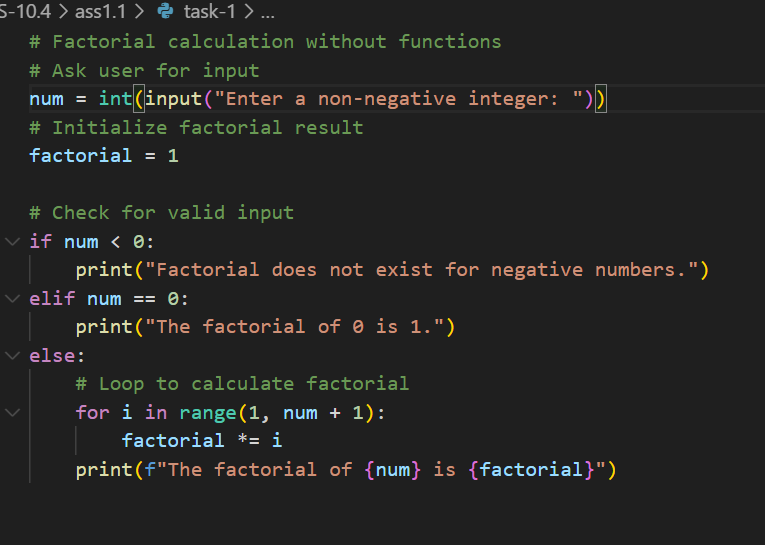 S-10.4 > ass1.1 > task-1 > ...
# Factorial calculation without functions
# Ask user for input
num = int(input("Enter a non-negative integer: "))
# Initialize factorial result
factorial = 1

# Check for valid input
if num < 0:
    print("Factorial does not exist for negative numbers.")
elif num == 0:
    print("The factorial of 0 is 1.")
else:
    # Loop to calculate factorial
    for i in range(1, num + 1):
        factorial *= i
    print(f"The factorial of {num} is {factorial}")